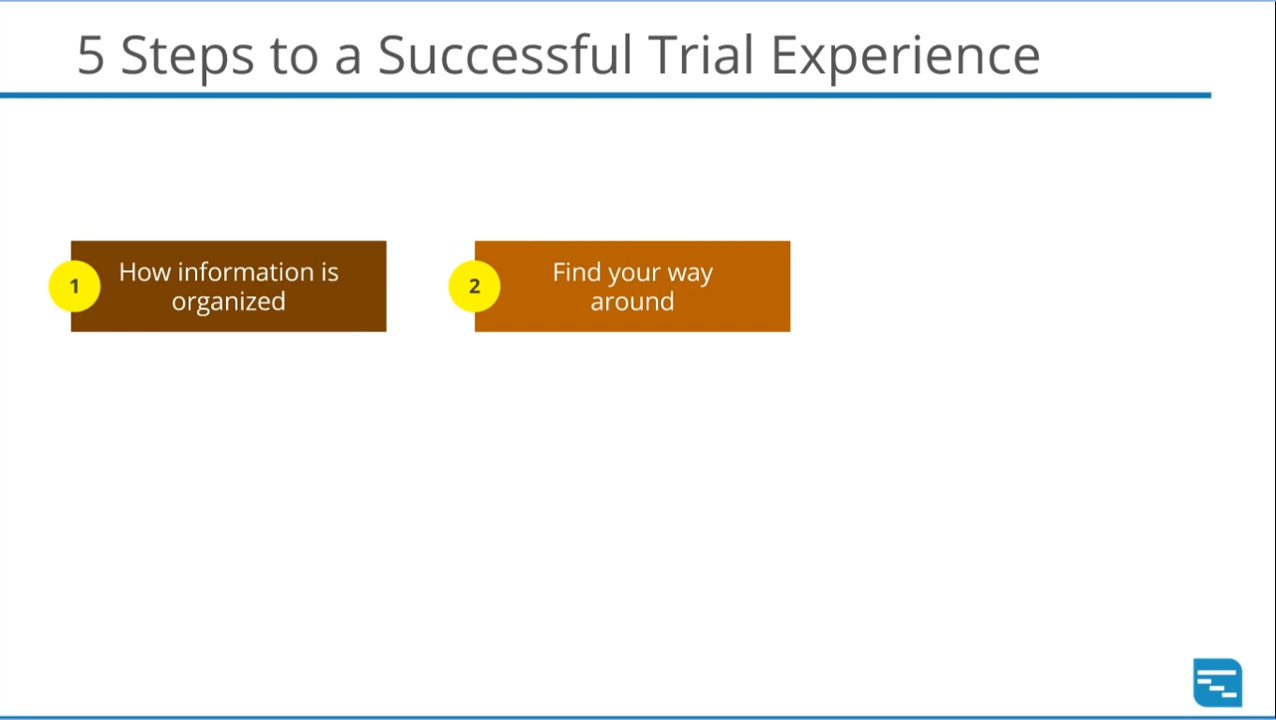 5 Steps to a Successful Trial Experience
1
How information is
organized
2
Find your way
around